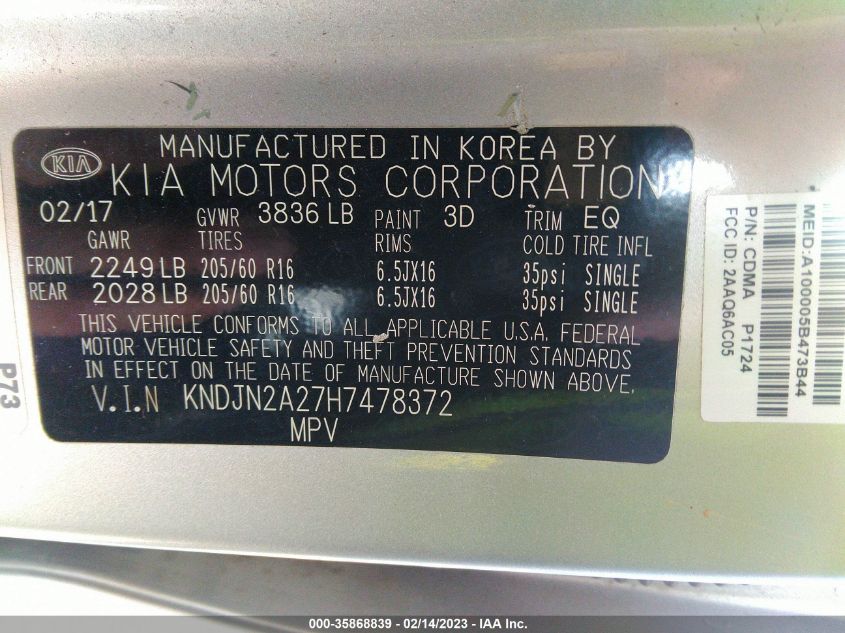 KIA
MANUFACTURED IN KOREA BY
KIA MOTORS CORPORATION
02/17 GVWR 3836 LB PAINT 3D TRIM EQ
GAWR TIRES RIMS COLD TIRE INFL
FRONT 2249 LB 205/60 R16 6.5JX16 35psi SINGLE
REAR 2028 LB 205/60 R16 6.5JX16 35psi SINGLE
THIS VEHICLE CONFORMS TO ALL APPLICABLE U.S.A. FEDERAL
MOTOR VEHICLE SAFETY AND THEFT PREVENTION STANDARDS
IN EFFECT ON THE DATE OF MANUFACTURE SHOWN ABOVE.
V.I.N KNDJN2A27H7478372
MPV
P73
MEID:A100005B473B44
P/N: CDMA P1724
FCC ID: 2AAQ6AC05
000-35868839 - 02/14/2023 - IAA Inc.